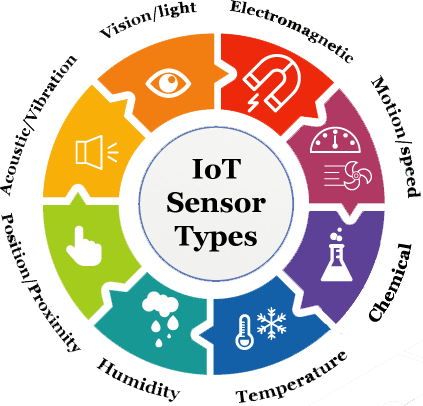 IoT
Sensor
Types
Vision/light
Electromagnetic
Motion/speed
Chemical
Temperature
Humidity
Position/Proximity
Acoustic/Vibration